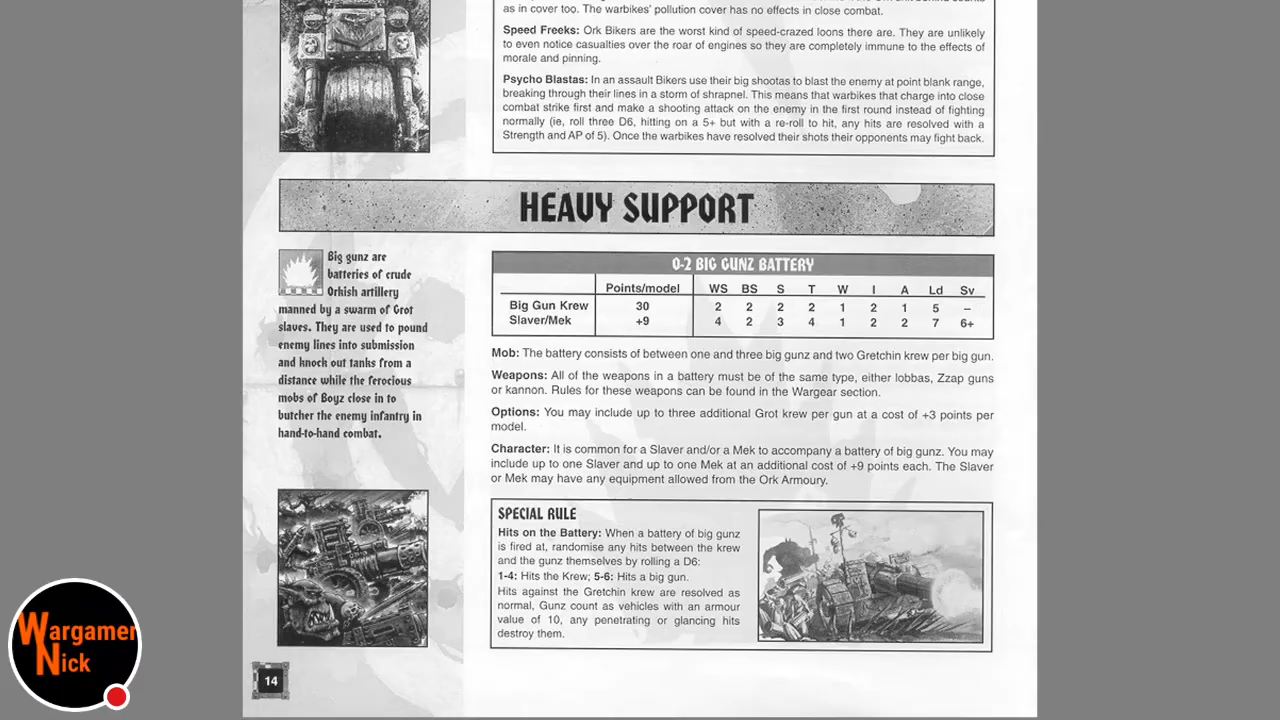 as in cover too. The warbikes' pollution cover has no effects in close combat.
Speed Freeks: Ork Bikers are the worst kind of speed-crazed loons there are. They are unlikely
to even notice casualties over the roar of engines so they are completely immune to the effects of
morale and pinning.
Psycho Blastas: In an assault Bikers use their big shootas to blast the enemy at point blank range,
breaking through their lines in a storm of shrapnel. This means that warbikes that charge into close
combat strike first and make a shooting attack on the enemy in the first round instead of fighting
normally (ie, roll three D6, hitting on a 5+ but with a re-roll to hit, any hits are resolved with a
Strength and AP of 5). Once the warbikes have resolved their shots their opponents may fight back.
HEAVY SUPPORT
Big gunz are
batteries of crude
Orkish artillery
manned by a swarm of Grot
slaves. They are used to pound
enemy lines into submission
and knock out tanks from a
distance while the ferocious
mobs of Boyz close in to
butcher the enemy infantry in
hand-to-hand combat.
0-2 BIG GUNZ BATTERY
Points/model WS BS S T W I A Ld Sv
Big Gun Krew 30 2 2 2 2 1 2 1 5 –
Slaver/Mek +9 4 2 3 4 1 2 2 7 6+
Mob: The battery consists of between one and three big gunz and two Gretchin krew per big gun.
Weapons: All of the weapons in a battery must be of the same type, either lobbas, Zzap guns
or kannon. Rules for these weapons can be found in the Wargear section.
Options: You may include up to three additional Grot krew per gun at a cost of +3 points per
model.
Character: It is common for a Slaver and/or a Mek to accompany a battery of big gunz. You may
include up to one Slaver and up to one Mek at an additional cost of +9 points each. The Slaver
or Mek may have any equipment allowed from the Ork Armoury.
SPECIAL RULE
Hits on the Battery: When a battery of big gunz
is fired at, randomise any hits between the krew
and the gunz themselves by rolling a D6:
1-4: Hits the Krew; 5-6: Hits a big gun.
Hits against the Gretchin krew are resolved as
normal, Gunz count as vehicles with an armour
value of 10, any penetrating or glancing hits
destroy them.
14
Wargamer
Nick